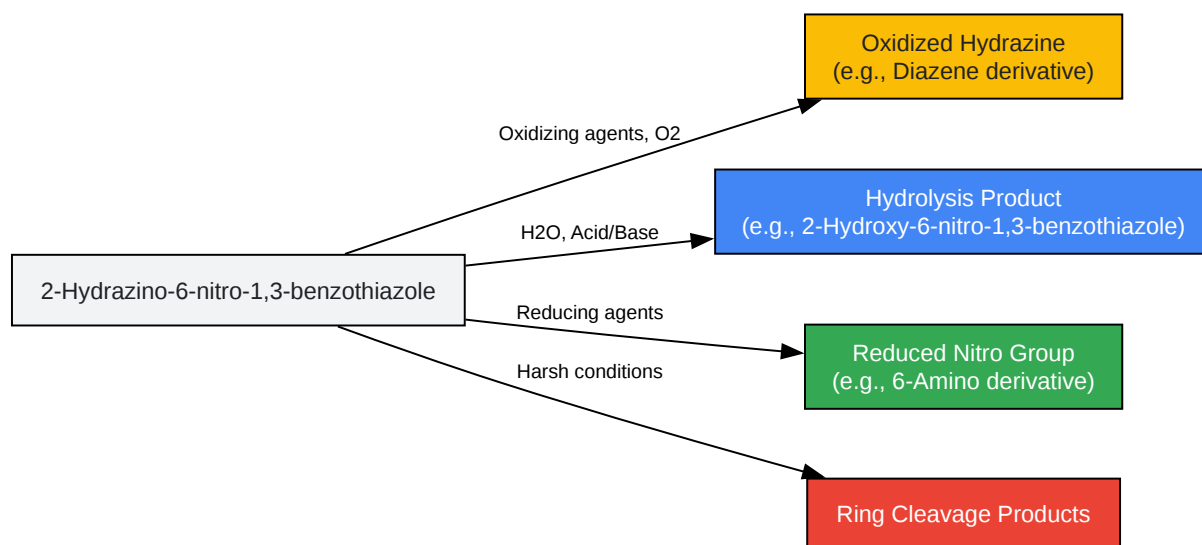 Oxidized Hydrazine
(e.g., Diazene derivative)
Oxidizing agents, O2
Hydrolysis Product
(e.g., 2-Hydroxy-6-nitro-1,3-benzothiazole)
H2O, Acid/Base
2-Hydrazino-6-nitro-1,3-benzothiazole
Reducing agents
Reduced Nitro Group
(e.g., 6-Amino derivative)
Harsh conditions
Ring Cleavage Products